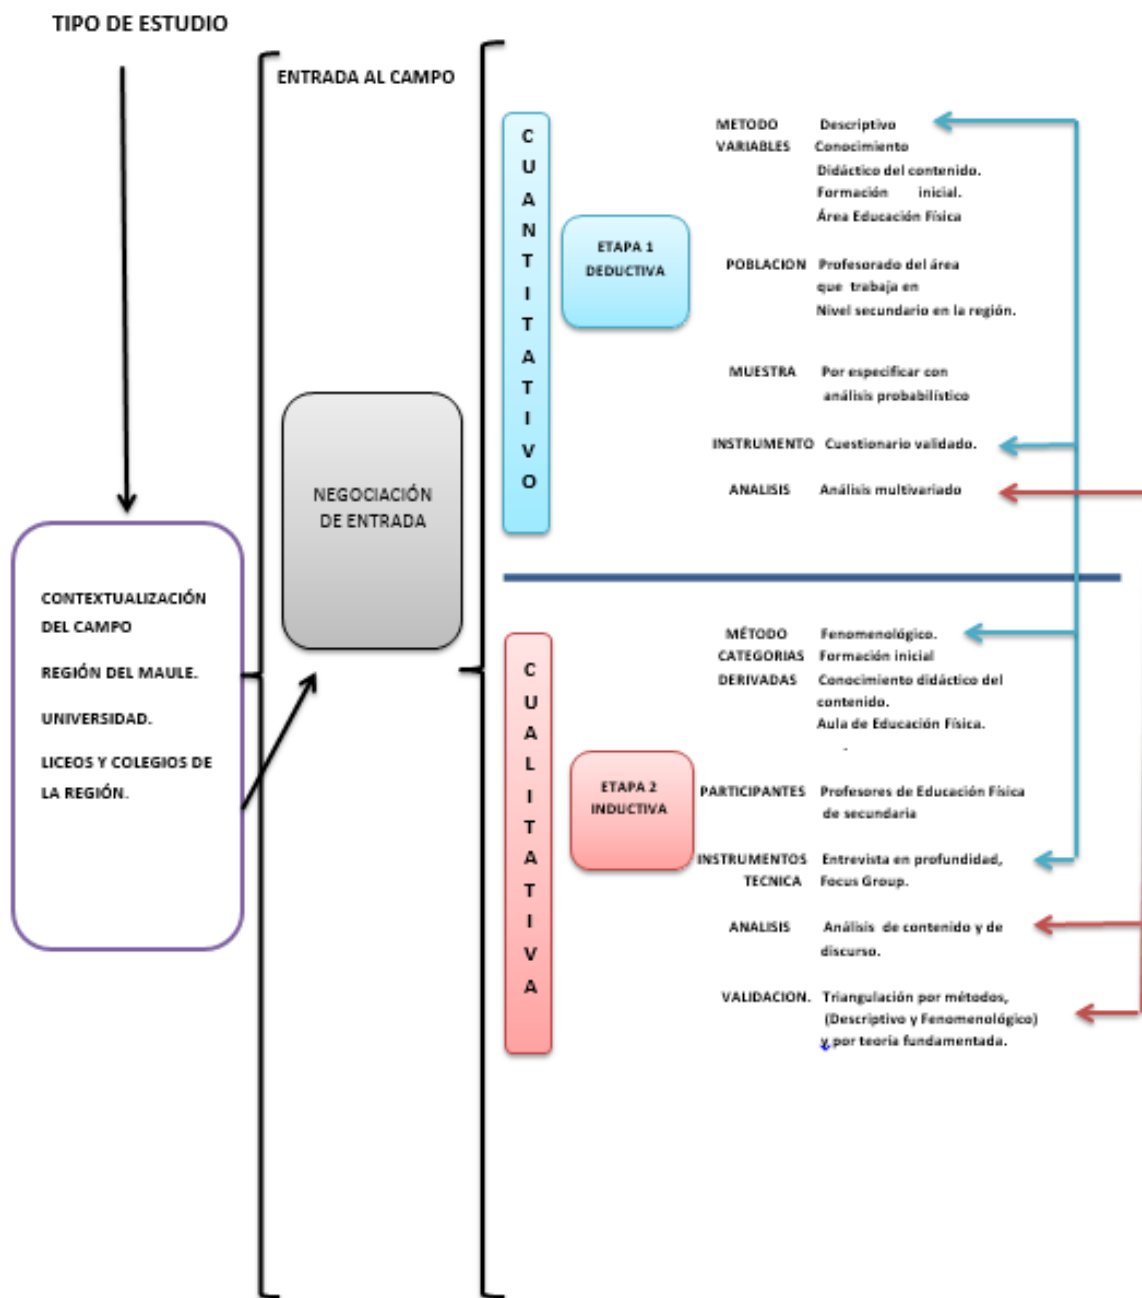 TIPO DE ESTUDIO
CONTEXTUALIZACIÓN
DEL CAMPO
REGIÓN DEL MAULE.
UNIVERSIDAD.
LICEOS Y COLEGIOS DE
LA REGIÓN.
ENTRADA AL CAMPO
NEGOCIACIÓN
DE ENTRADA
CUANTITATIVO
ETAPA 1
DEDUCTIVA
METODO Descriptivo
VARIABLES Conocimiento
Didáctico del contenido.
Formación inicial.
Área Educación Física
POBLACION Profesorado del área
que trabaja en
Nivel secundario en la región.
MUESTRA Por especificar con
análisis probabilístico
INSTRUMENTO Cuestionario validado.
ANALISIS Análisis multivariado
CUALITATIVA
ETAPA 2
INDUCTIVA
MÉTODO Fenomenológico.
CATEGORIAS Formación inicial
DERIVADAS Conocimiento didáctico del
contenido.
Aula de Educación Física.
.
PARTICIPANTES Profesores de Educación Física
de secundaria
INSTRUMENTOS Entrevista en profundidad,
TECNICA Focus Group.
ANALISIS Análisis de contenido y de
discurso.
VALIDACION. Triangulación por métodos,
(Descriptivo y Fenomenológico)
y por teoría fundamentada.